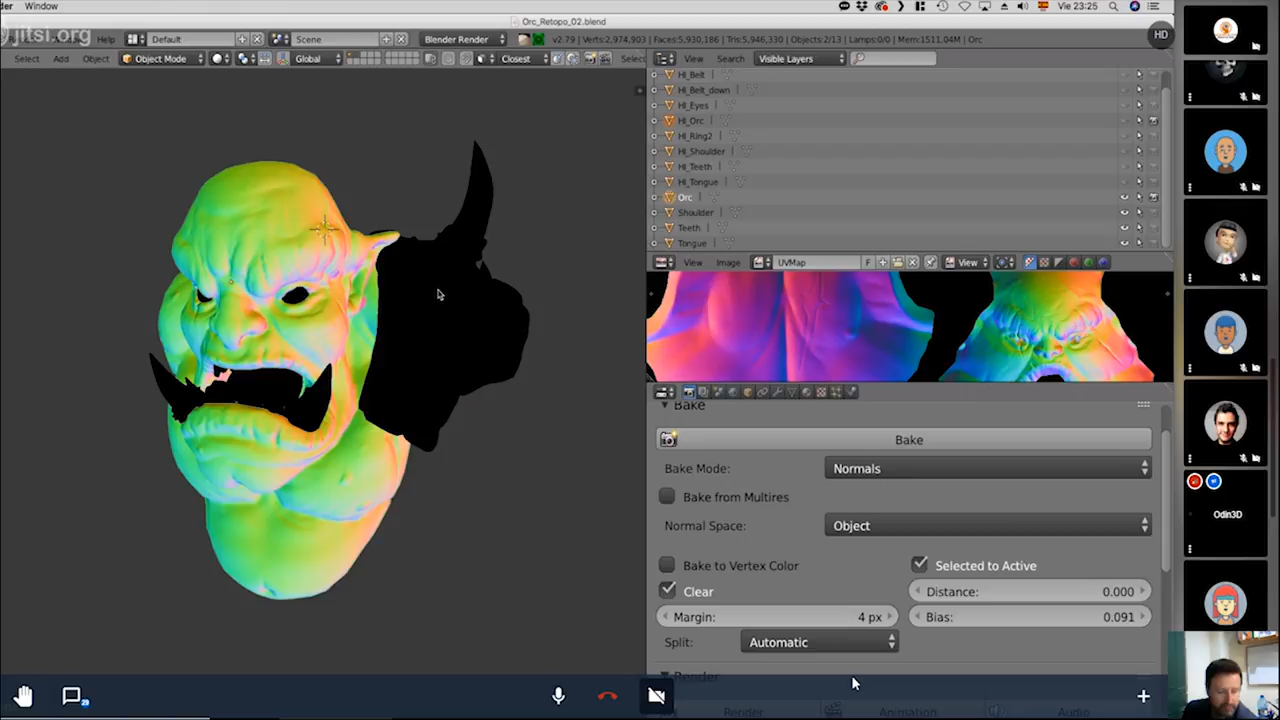 Window
Vie 23:25
Orc_Retopo_02.blend
jitsi.org
Help
Default
Scene
Blender Render
v2.79 | Verts:2,974,903 | Faces:5,930,186 | Tris:5,946,330 | Objects:2/13 | Lamps:0/0 | Mem:1511.04M | Orc
HD
Select
Add
Object
Object Mode
Global
Closest
View
Search
Visible Layers
HI_Belt
HI_Belt_down
HI_Eyes
HI_Orc
HI_Ring2
HI_Shoulder
HI_Teeth
HI_Tongue
Orc
Shoulder
Teeth
Tongue
View
Image
UVMap
F
View
Bake
Bake
Bake Mode:
Normals
Bake from Multires
Normal Space:
Object
Bake to Vertex Color
Selected to Active
Clear
Distance:
0.000
Margin:
4 px
Bias:
0.091
Split:
Automatic
Render
Render
Animation
Audio
Odin3D